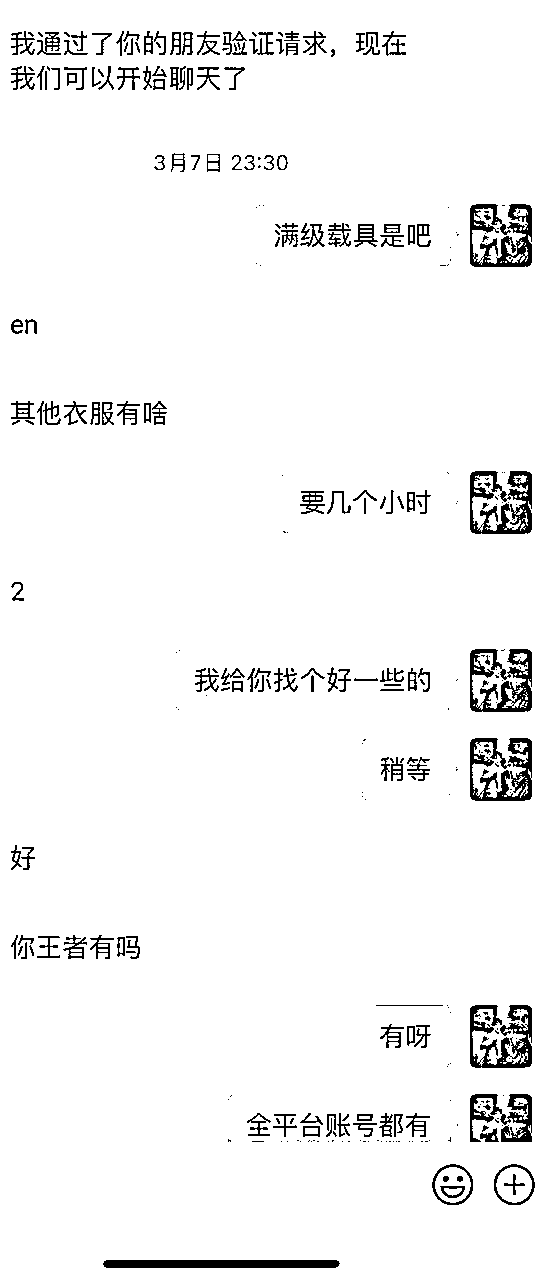 我通过了你的朋友验证请求，现在
我们可以开始聊天了
3月7日 23:30
满级载具是吧
en
其他衣服有啥
要几个小时
2
我给你找个好一些的
稍等
好
你王者有吗
有呀
全平台账号都有